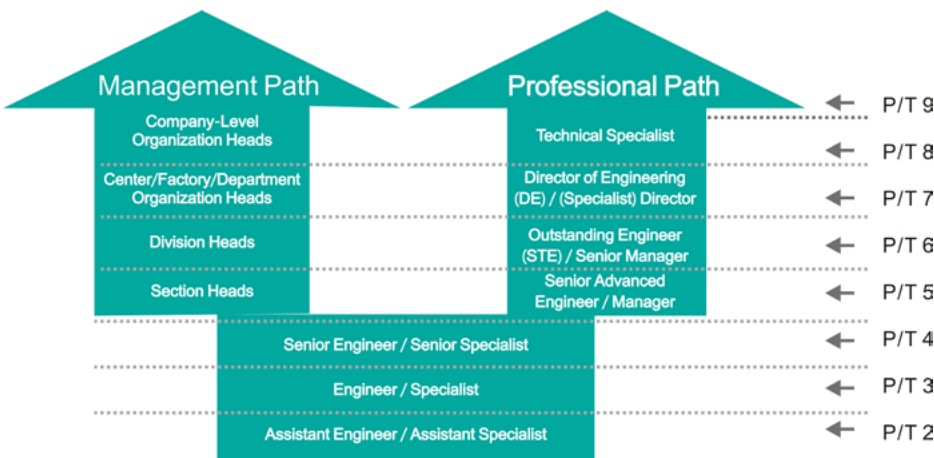 Management Path
Professional Path
P/T 9
Company-Level
Organization Heads
Technical Specialist
P/T 8
Center/Factory/Department
Organization Heads
Director of Engineering
(DE) / (Specialist) Director
P/T 7
Division Heads
Outstanding Engineer
(STE) / Senior Manager
P/T 6
Section Heads
Senior Advanced
Engineer / Manager
P/T 5
Senior Engineer / Senior Specialist
P/T 4
Engineer / Specialist
P/T 3
Assistant Engineer / Assistant Specialist
P/T 2